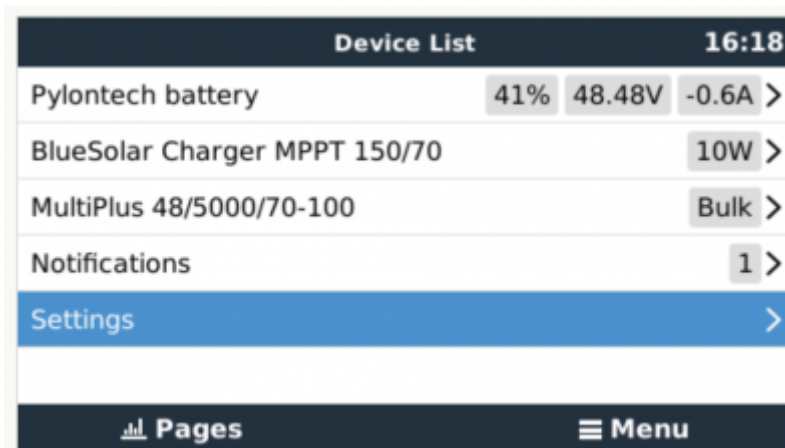 Device List 16:18
Pylontech battery 41% 48.48V -0.6A
BlueSolar Charger MPPT 150/70 10W
MultiPlus 48/5000/70-100 Bulk
Notifications 1
Settings
Pages Menu